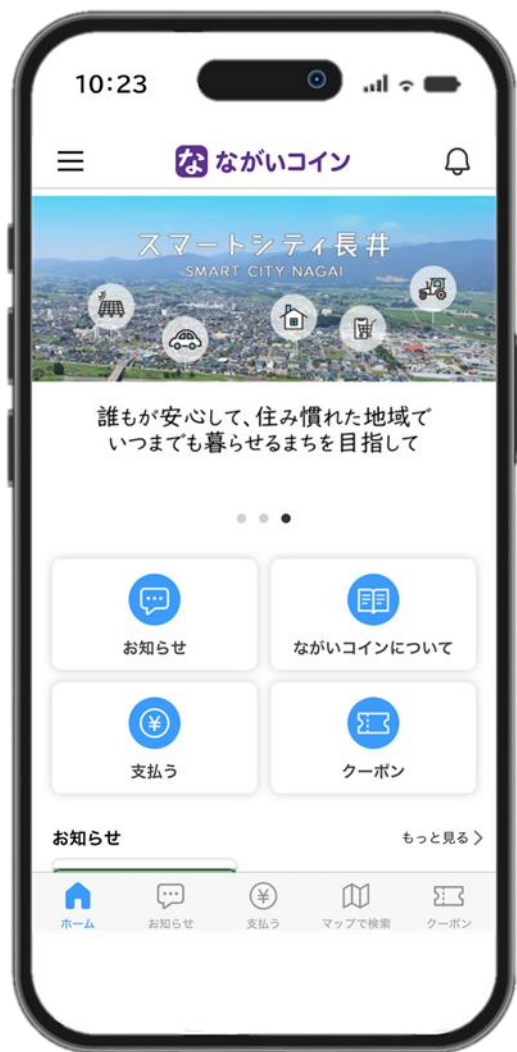 10:23
な ながいコイン
スマートシティ長井
SMART CITY NAGAI
誰もが安心して、住み慣れた地域で
いつまでも暮らせるまちを目指して
お知らせ
ながいコインについて
支払う
クーポン
お知らせ
もっと見る
ホーム
お知らせ
支払う
マップで検索
クーポン